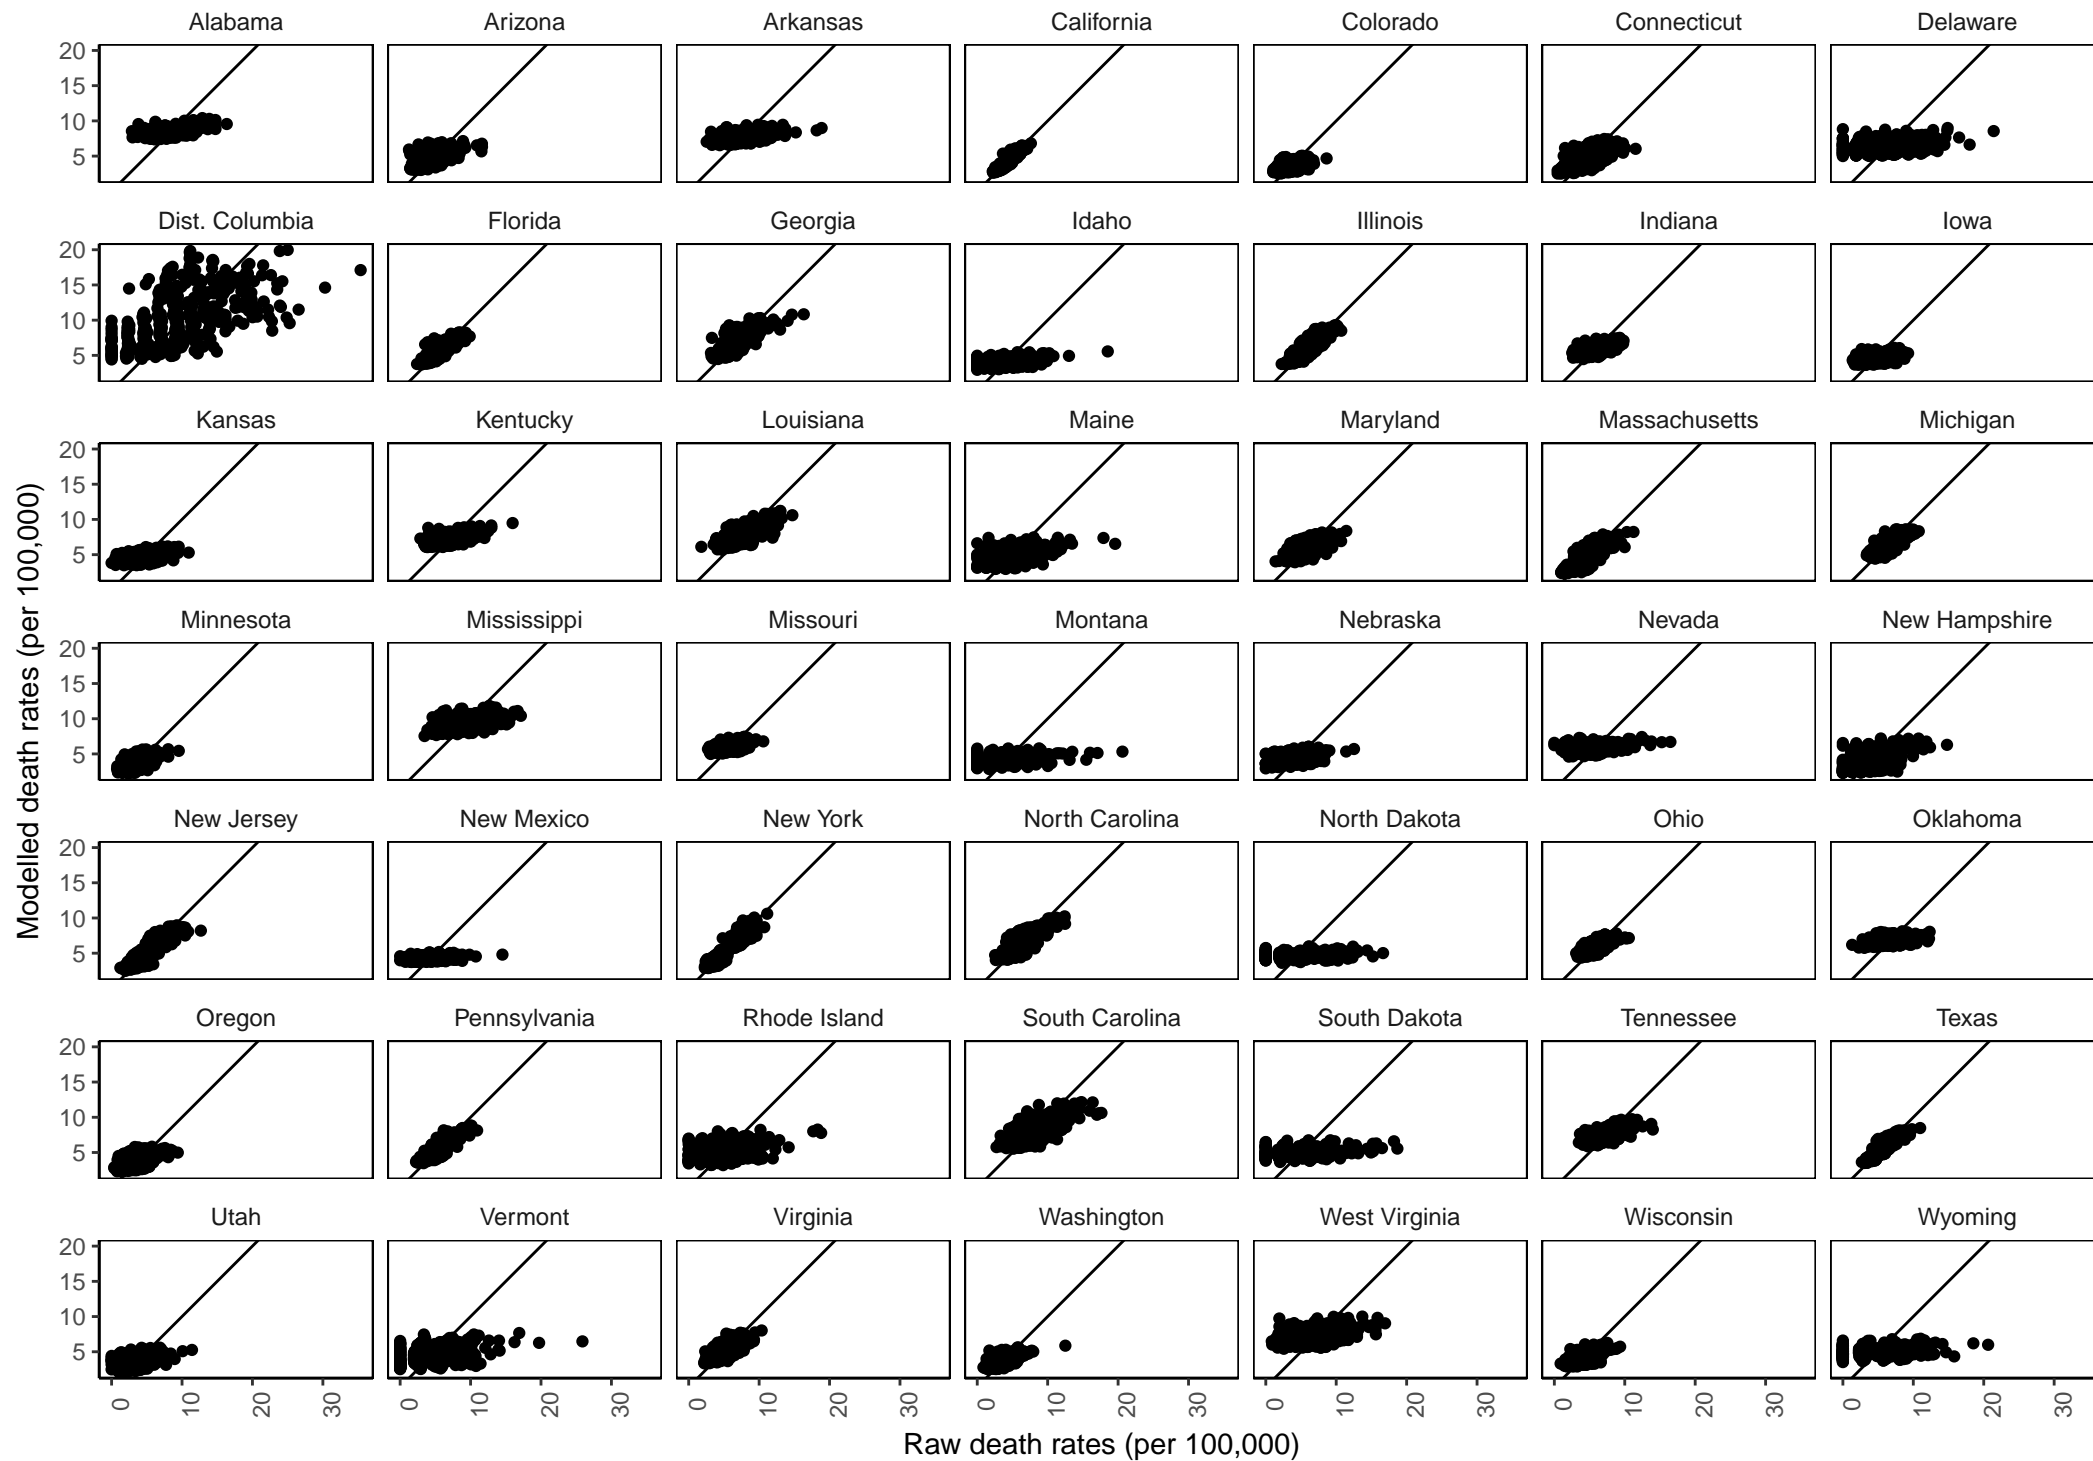 Alabama Arizona Arkansas California Colorado Connecticut Delaware
20
15
10
5
Dist. Columbia Florida Georgia Idaho Illinois Indiana Iowa
20
15
10
5
Kansas Kentucky Louisiana Maine Maryland Massachusetts Michigan
20
15
10
5
Minnesota Mississippi Missouri Montana Nebraska Nevada New Hampshire
20
15
10
5
New Jersey New Mexico New York North Carolina North Dakota Ohio Oklahoma
20
15
10
5
Oregon Pennsylvania Rhode Island South Carolina South Dakota Tennessee Texas
20
15
10
5
Utah Vermont Virginia Washington West Virginia Wisconsin Wyoming
20
15
10
5
0 10 20 30 0 10 20 30 0 10 20 30 0 10 20 30 0 10 20 30 0 10 20 30 0 10 20 30
Raw death rates (per 100,000)
Modelled death rates (per 100,000)